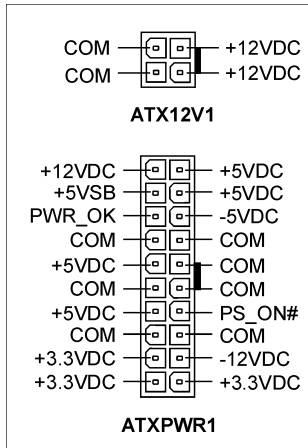 COM +12VDC
COM +12VDC
ATX12V1
+12VDC +5VDC
+5VSB +5VDC
PWR_OK -5VDC
COM COM
+5VDC COM
COM COM
+5VDC PS_ON#
COM COM
+3.3VDC -12VDC
+3.3VDC +3.3VDC
ATXPWR1